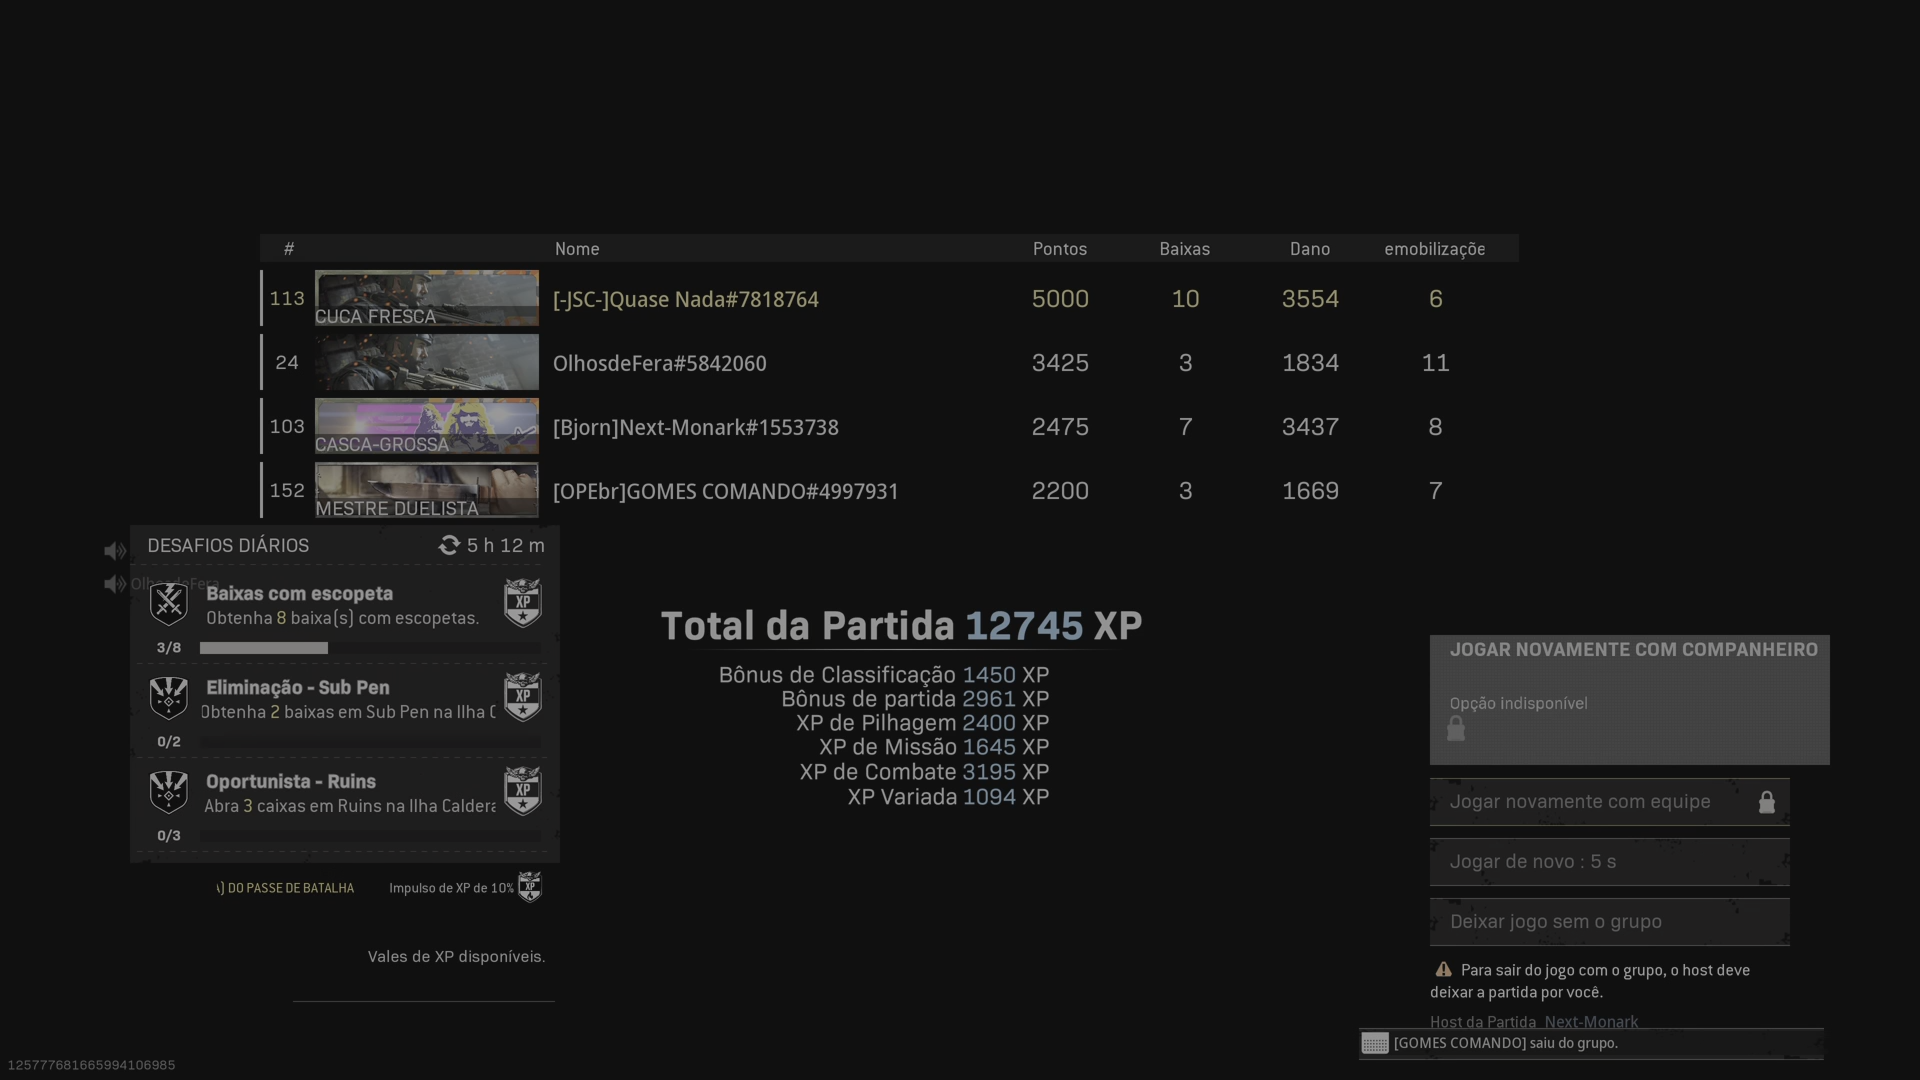 # Nome Pontos Baixas Dano emobilizaçõe
113 CUCA FRESCA [-JSC-]Quase Nada#7818764 5000 10 3554 6
24 OlhosdeFera#5842060 3425 3 1834 11
103 CASCA-GROSSA [Bjorn]Next-Monark#1553738 2475 7 3437 8
152 MESTRE DUELISTA [OPEbr]GOMES COMANDO#4997931 2200 3 1669 7
DESAFIOS DIÁRIOS 5 h 12 m
OlhosdeFera
Baixas com escopeta
Obtenha 8 baixa(s) com escopetas.
XP
3/8
Eliminação - Sub Pen
Obtenha 2 baixas em Sub Pen na Ilha C
XP
0/2
Oportunista - Ruins
Abra 3 caixas em Ruins na Ilha Caldera
XP
0/3
A) DO PASSE DE BATALHA Impulso de XP de 10% XP
Vales de XP disponíveis.
Total da Partida 12745 XP
Bônus de Classificação 1450 XP
Bônus de partida 2961 XP
XP de Pilhagem 2400 XP
XP de Missão 1645 XP
XP de Combate 3195 XP
XP Variada 1094 XP
JOGAR NOVAMENTE COM COMPANHEIRO
Opção indisponível
Jogar novamente com equipe
Jogar de novo : 5 s
Deixar jogo sem o grupo
Para sair do jogo com o grupo, o host deve
deixar a partida por você.
Host da Partida Next-Monark
[GOMES COMANDO] saiu do grupo.
125777681665994106985